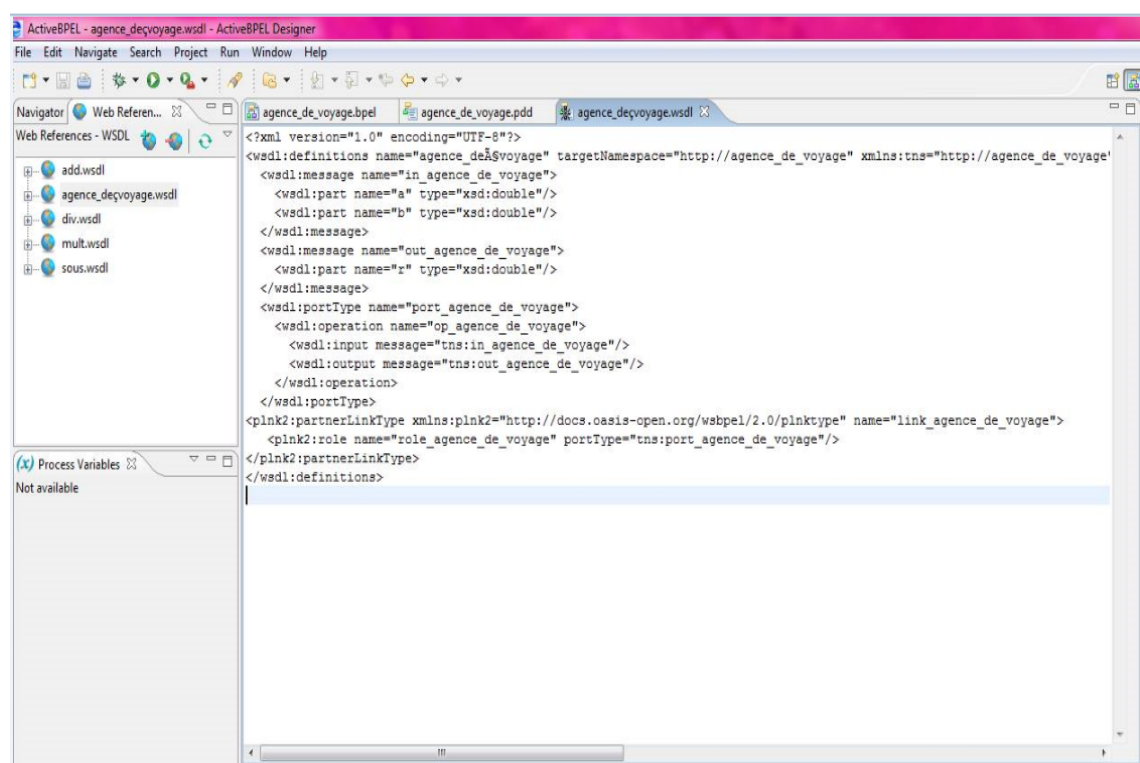 ActiveBPEL - agence_deçvoyage.wsdl - ActiveBPEL Designer
File Edit Navigate Search Project Run Window Help
Navigator Web Referen...
agence_de_voyage.bpel agence_de_voyage.pdd agence_deçvoyage.wsdl
Web References - WSDL
add.wsdl
agence_deçvoyage.wsdl
div.wsdl
mult.wsdl
sous.wsdl
<?xml version="1.0" encoding="UTF-8"?>
<wsdl:definitions name="agence_deÃ§voyage" targetNamespace="http://agence_de_voyage" xmlns:tns="http://agence_de_voyage"
<wsdl:message name="in_agence_de_voyage">
<wsdl:part name="a" type="xsd:double"/>
<wsdl:part name="b" type="xsd:double"/>
</wsdl:message>
<wsdl:message name="out_agence_de_voyage">
<wsdl:part name="r" type="xsd:double"/>
</wsdl:message>
<wsdl:portType name="port_agence_de_voyage">
<wsdl:operation name="op_agence_de_voyage">
<wsdl:input message="tns:in_agence_de_voyage"/>
<wsdl:output message="tns:out_agence_de_voyage"/>
</wsdl:operation>
</wsdl:portType>
<plnk2:partnerLinkType xmlns:plnk2="http://docs.oasis-open.org/wsbpel/2.0/plnktype" name="link_agence_de_voyage">
<plnk2:role name="role_agence_de_voyage" portType="tns:port_agence_de_voyage"/>
</plnk2:partnerLinkType>
</wsdl:definitions>
(x) Process Variables
Not available